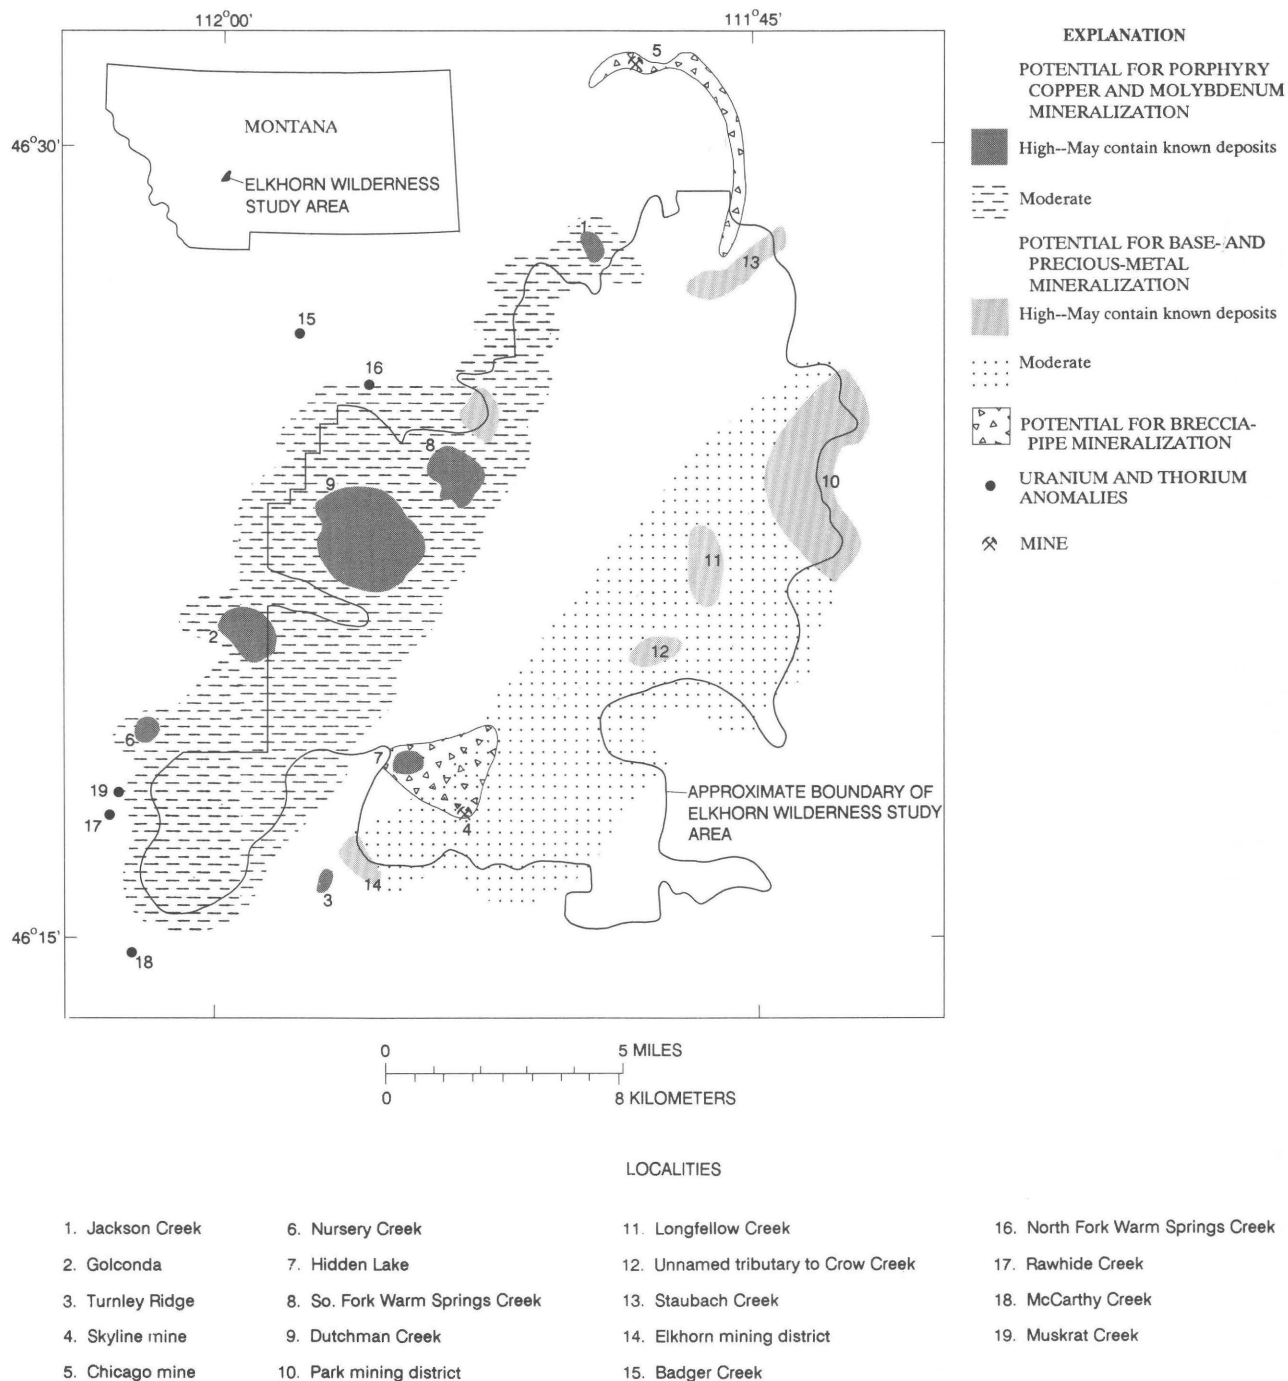 112°00'
111°45'
46°30'
46°15'
MONTANA
ELKHORN WILDERNESS
STUDY AREA
5
1
13
15
16
8
9
10
11
2
12
6
7
19
17
4
14
3
18
APPROXIMATE BOUNDARY OF
ELKHORN WILDERNESS STUDY
AREA
EXPLANATION
POTENTIAL FOR PORPHYRY
COPPER AND MOLYBDENUM
MINERALIZATION
High--May contain known deposits
Moderate
POTENTIAL FOR BASE- AND
PRECIOUS-METAL
MINERALIZATION
High--May contain known deposits
Moderate
POTENTIAL FOR BRECCIA-
PIPE MINERALIZATION
URANIUM AND THORIUM
ANOMALIES
MINE
0 5 MILES
0 8 KILOMETERS
LOCALITIES
1. Jackson Creek
2. Golconda
3. Turnley Ridge
4. Skyline mine
5. Chicago mine
6. Nursery Creek
7. Hidden Lake
8. So. Fork Warm Springs Creek
9. Dutchman Creek
10. Park mining district
11. Longfellow Creek
12. Unnamed tributary to Crow Creek
13. Staubach Creek
14. Elkhorn mining district
15. Badger Creek
16. North Fork Warm Springs Creek
17. Rawhide Creek
18. McCarthy Creek
19. Muskrat Creek